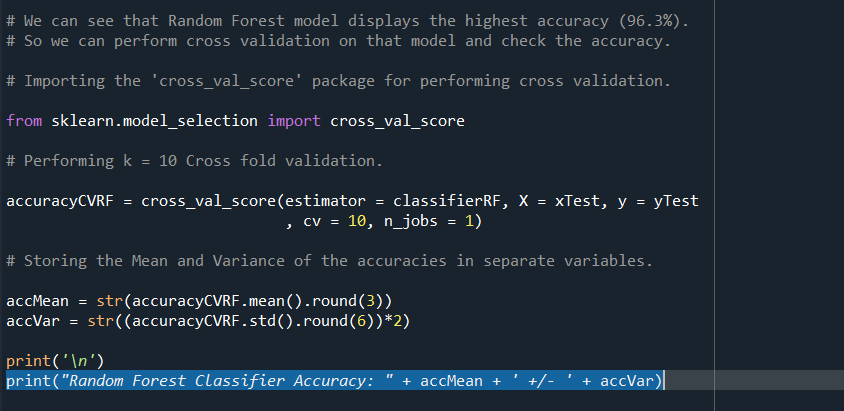 # We can see that Random Forest model displays the highest accuracy (96.3%).
# So we can perform cross validation on that model and check the accuracy.
# Importing the 'cross_val_score' package for performing cross validation.
from sklearn.model_selection import cross_val_score
# Performing k = 10 Cross fold validation.
accuracyCVRF = cross_val_score(estimator = classifierRF, X = xTest, y = yTest
, cv = 10, n_jobs = 1)
# Storing the Mean and Variance of the accuracies in separate variables.
accMean = str(accuracyCVRF.mean().round(3))
accVar = str((accuracyCVRF.std().round(6))*2)
print('\n')
print("Random Forest Classifier Accuracy: " + accMean + ' +/- ' + accVar)